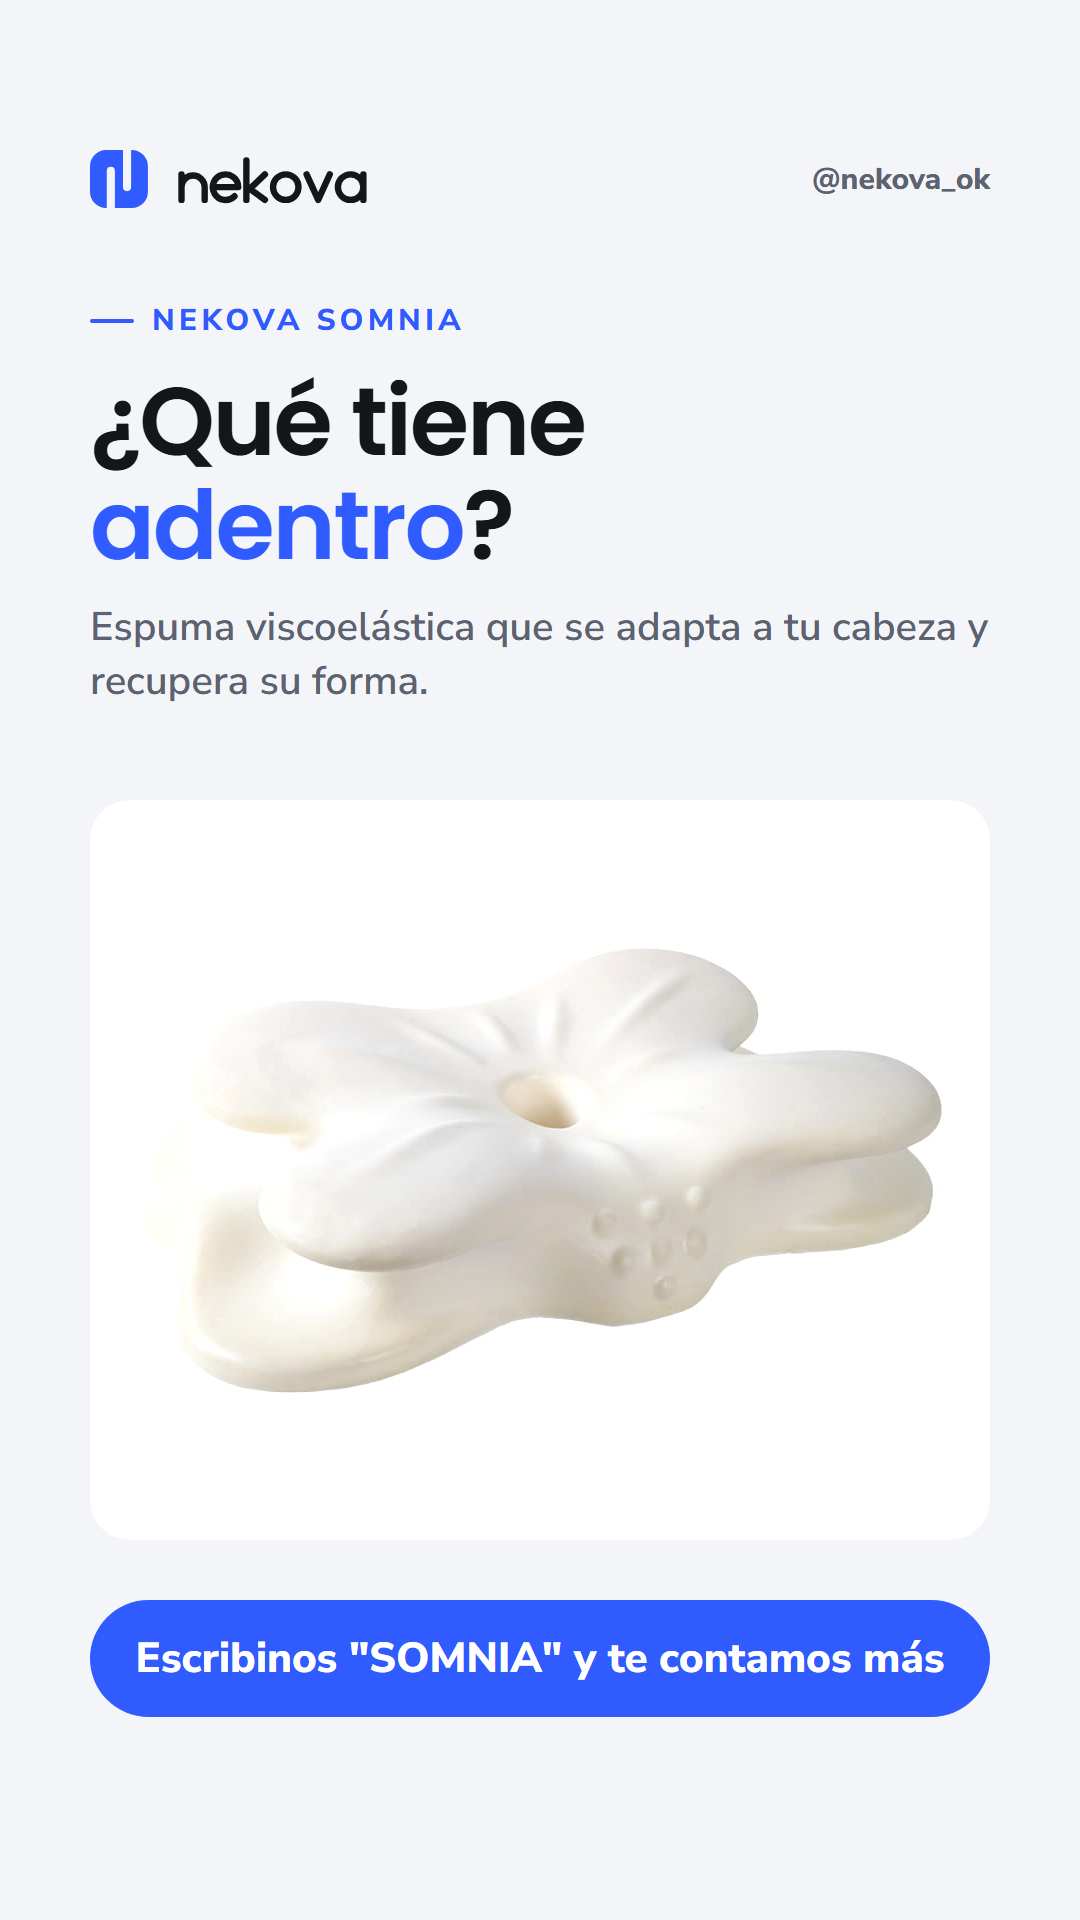 nekova
@nekova_ok
NEKOVA SOMNIA
¿Qué tiene
adentro?
Espuma viscoelástica que se adapta a tu cabeza y
recupera su forma.
Escribinos "SOMNIA" y te contamos más